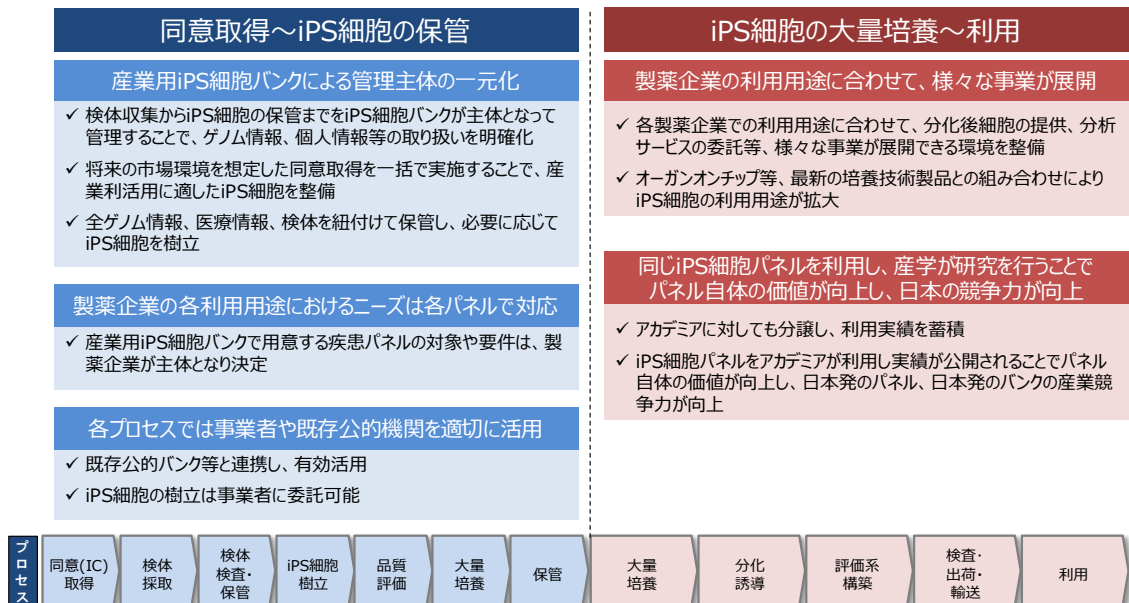 同意取得～iPS細胞の保管
産業用iPS細胞バンクによる管理主体の一元化
✓ 検体収集からiPS細胞の保管までをiPS細胞バンクが主体となって
管理することで、ゲノム情報、個人情報等の取り扱いを明確化
✓ 将来の市場環境を想定した同意取得を一括で実施することで、産
業利活用に適したiPS細胞を整備
✓ 全ゲノム情報、医療情報、検体を紐付けて保管し、必要に応じて
iPS細胞を樹立
製薬企業の各利用用途におけるニーズは各パネルで対応
✓ 産業用iPS細胞バンクで用意する疾患パネルの対象や要件は、製
薬企業が主体となり決定
各プロセスでは事業者や既存公的機関を適切に活用
✓ 既存公的バンク等と連携し、有効活用
✓ iPS細胞の樹立は事業者に委託可能
iPS細胞の大量培養～利用
製薬企業の利用用途に合わせて、様々な事業が展開
✓ 各製薬企業での利用用途に合わせて、分化後細胞の提供、分析
サービスの委託等、様々な事業が展開できる環境を整備
✓ オーガンオンチップ等、最新の培養技術製品との組み合わせにより
iPS細胞の利用用途が拡大
同じiPS細胞パネルを利用し、産学が研究を行うことで
パネル自体の価値が向上し、日本の競争力が向上
✓ アカデミアに対しても分譲し、利用実績を蓄積
✓ iPS細胞パネルをアカデミアが利用し実績が公開されることでパネル
自体の価値が向上し、日本発のパネル、日本発のバンクの産業競
争力が向上
プロセス
同意(IC)
取得
検体
採取
検体
検査・
保管
iPS細胞
樹立
品質
評価
大量
培養
保管
大量
培養
分化
誘導
評価系
構築
検査・
出荷・
輸送
利用